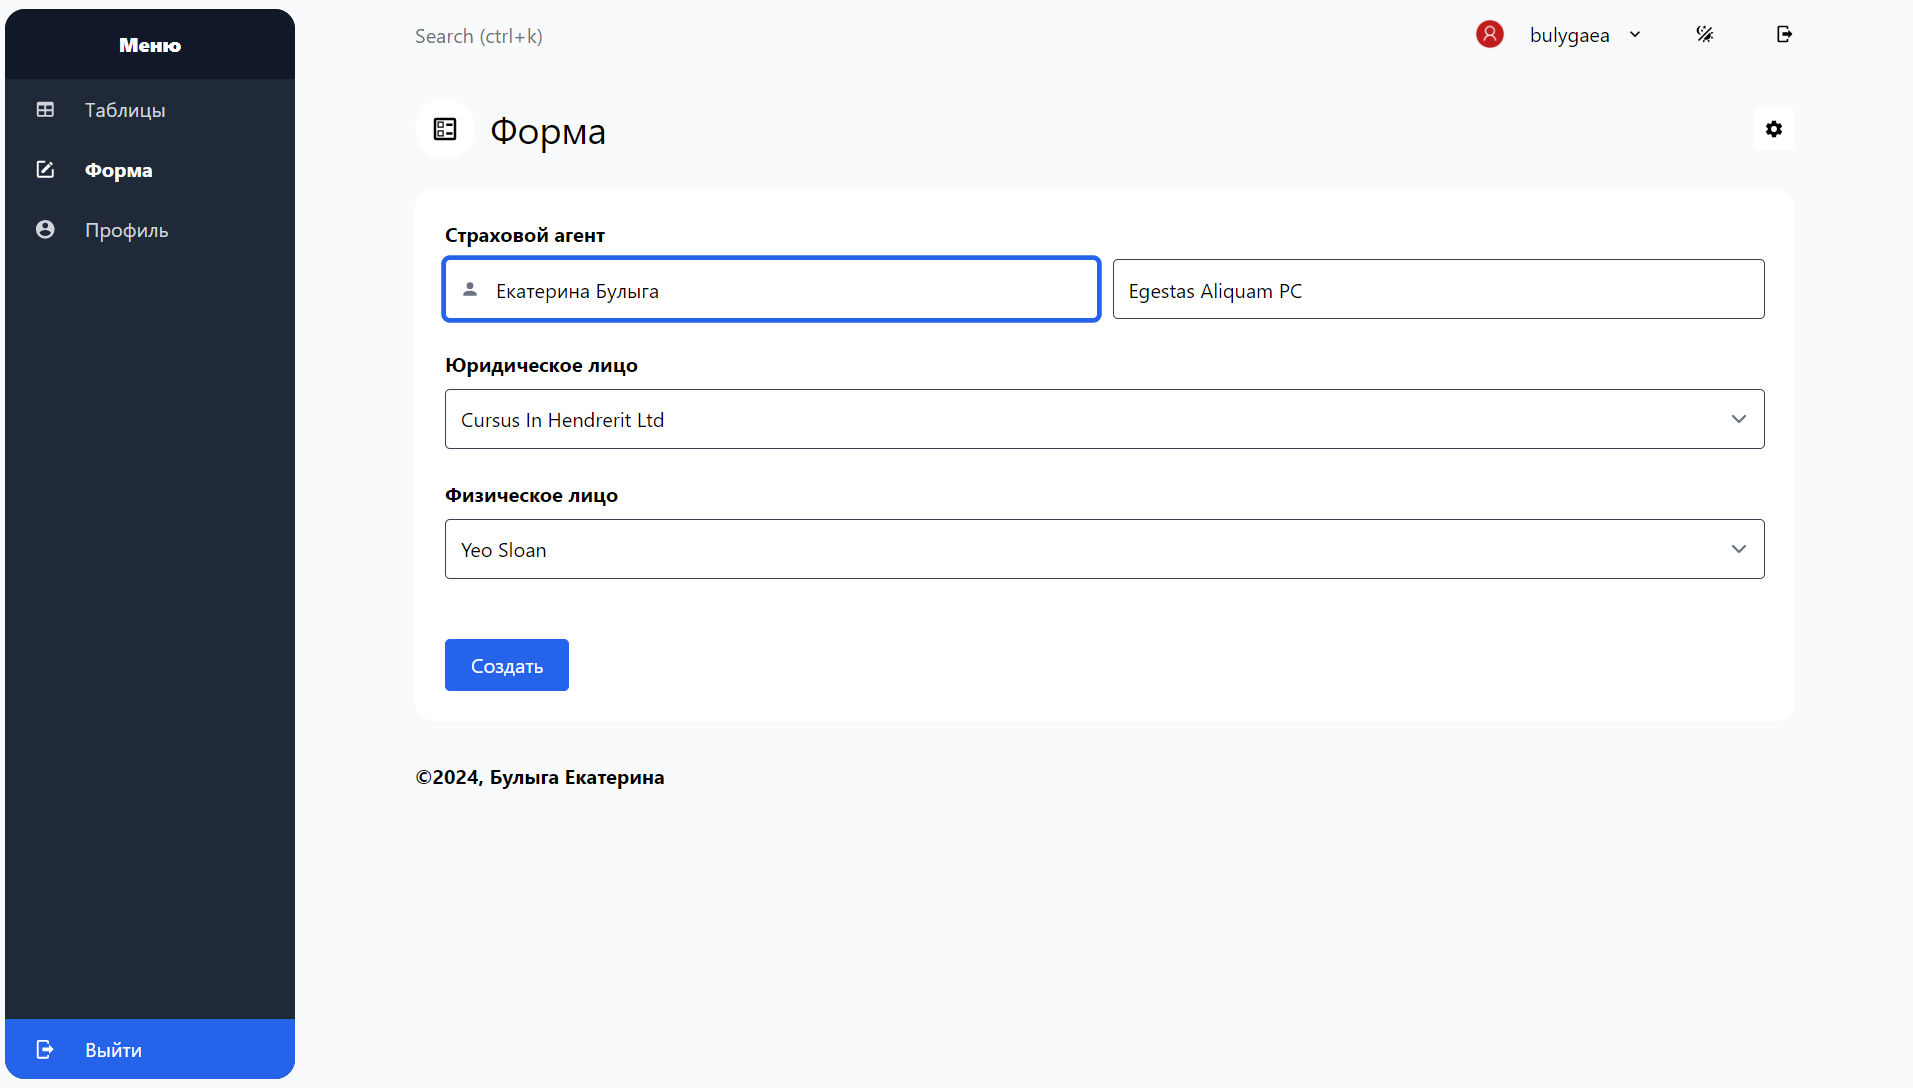 Меню
Таблицы
Форма
Профиль
Выйти
Search (ctrl+k)
bulygaea
Форма
Страховой агент
Екатерина Булыга
Egestas Aliquam PC
Юридическое лицо
Cursus In Hendrerit Ltd
Физическое лицо
Yeo Sloan
Создать
©2024, Булыга Екатерина